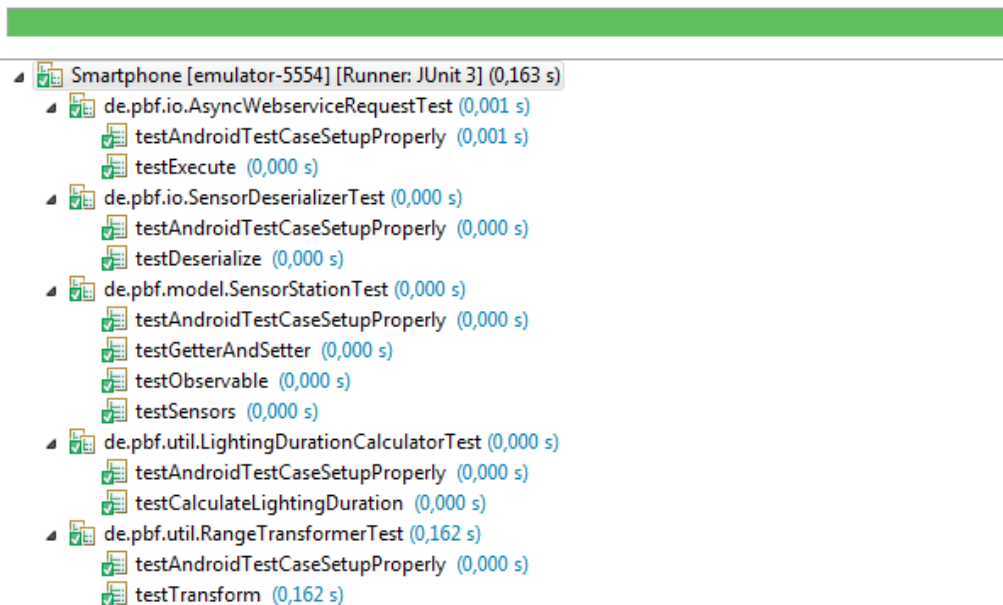 Smartphone [emulator-5554] [Runner: JUnit 3] (0,163 s)
de.pbf.io.AsyncWebserviceRequestTest (0,001 s)
testAndroidTestCaseSetupProperly (0,001 s)
testExecute (0,000 s)
de.pbf.io.SensorDeserializerTest (0,000 s)
testAndroidTestCaseSetupProperly (0,000 s)
testDeserialize (0,000 s)
de.pbf.model.SensorStationTest (0,000 s)
testAndroidTestCaseSetupProperly (0,000 s)
testGetterAndSetter (0,000 s)
testObservable (0,000 s)
testSensors (0,000 s)
de.pbf.util.LightingDurationCalculatorTest (0,000 s)
testAndroidTestCaseSetupProperly (0,000 s)
testCalculateLightingDuration (0,000 s)
de.pbf.util.RangeTransformerTest (0,162 s)
testAndroidTestCaseSetupProperly (0,000 s)
testTransform (0,162 s)